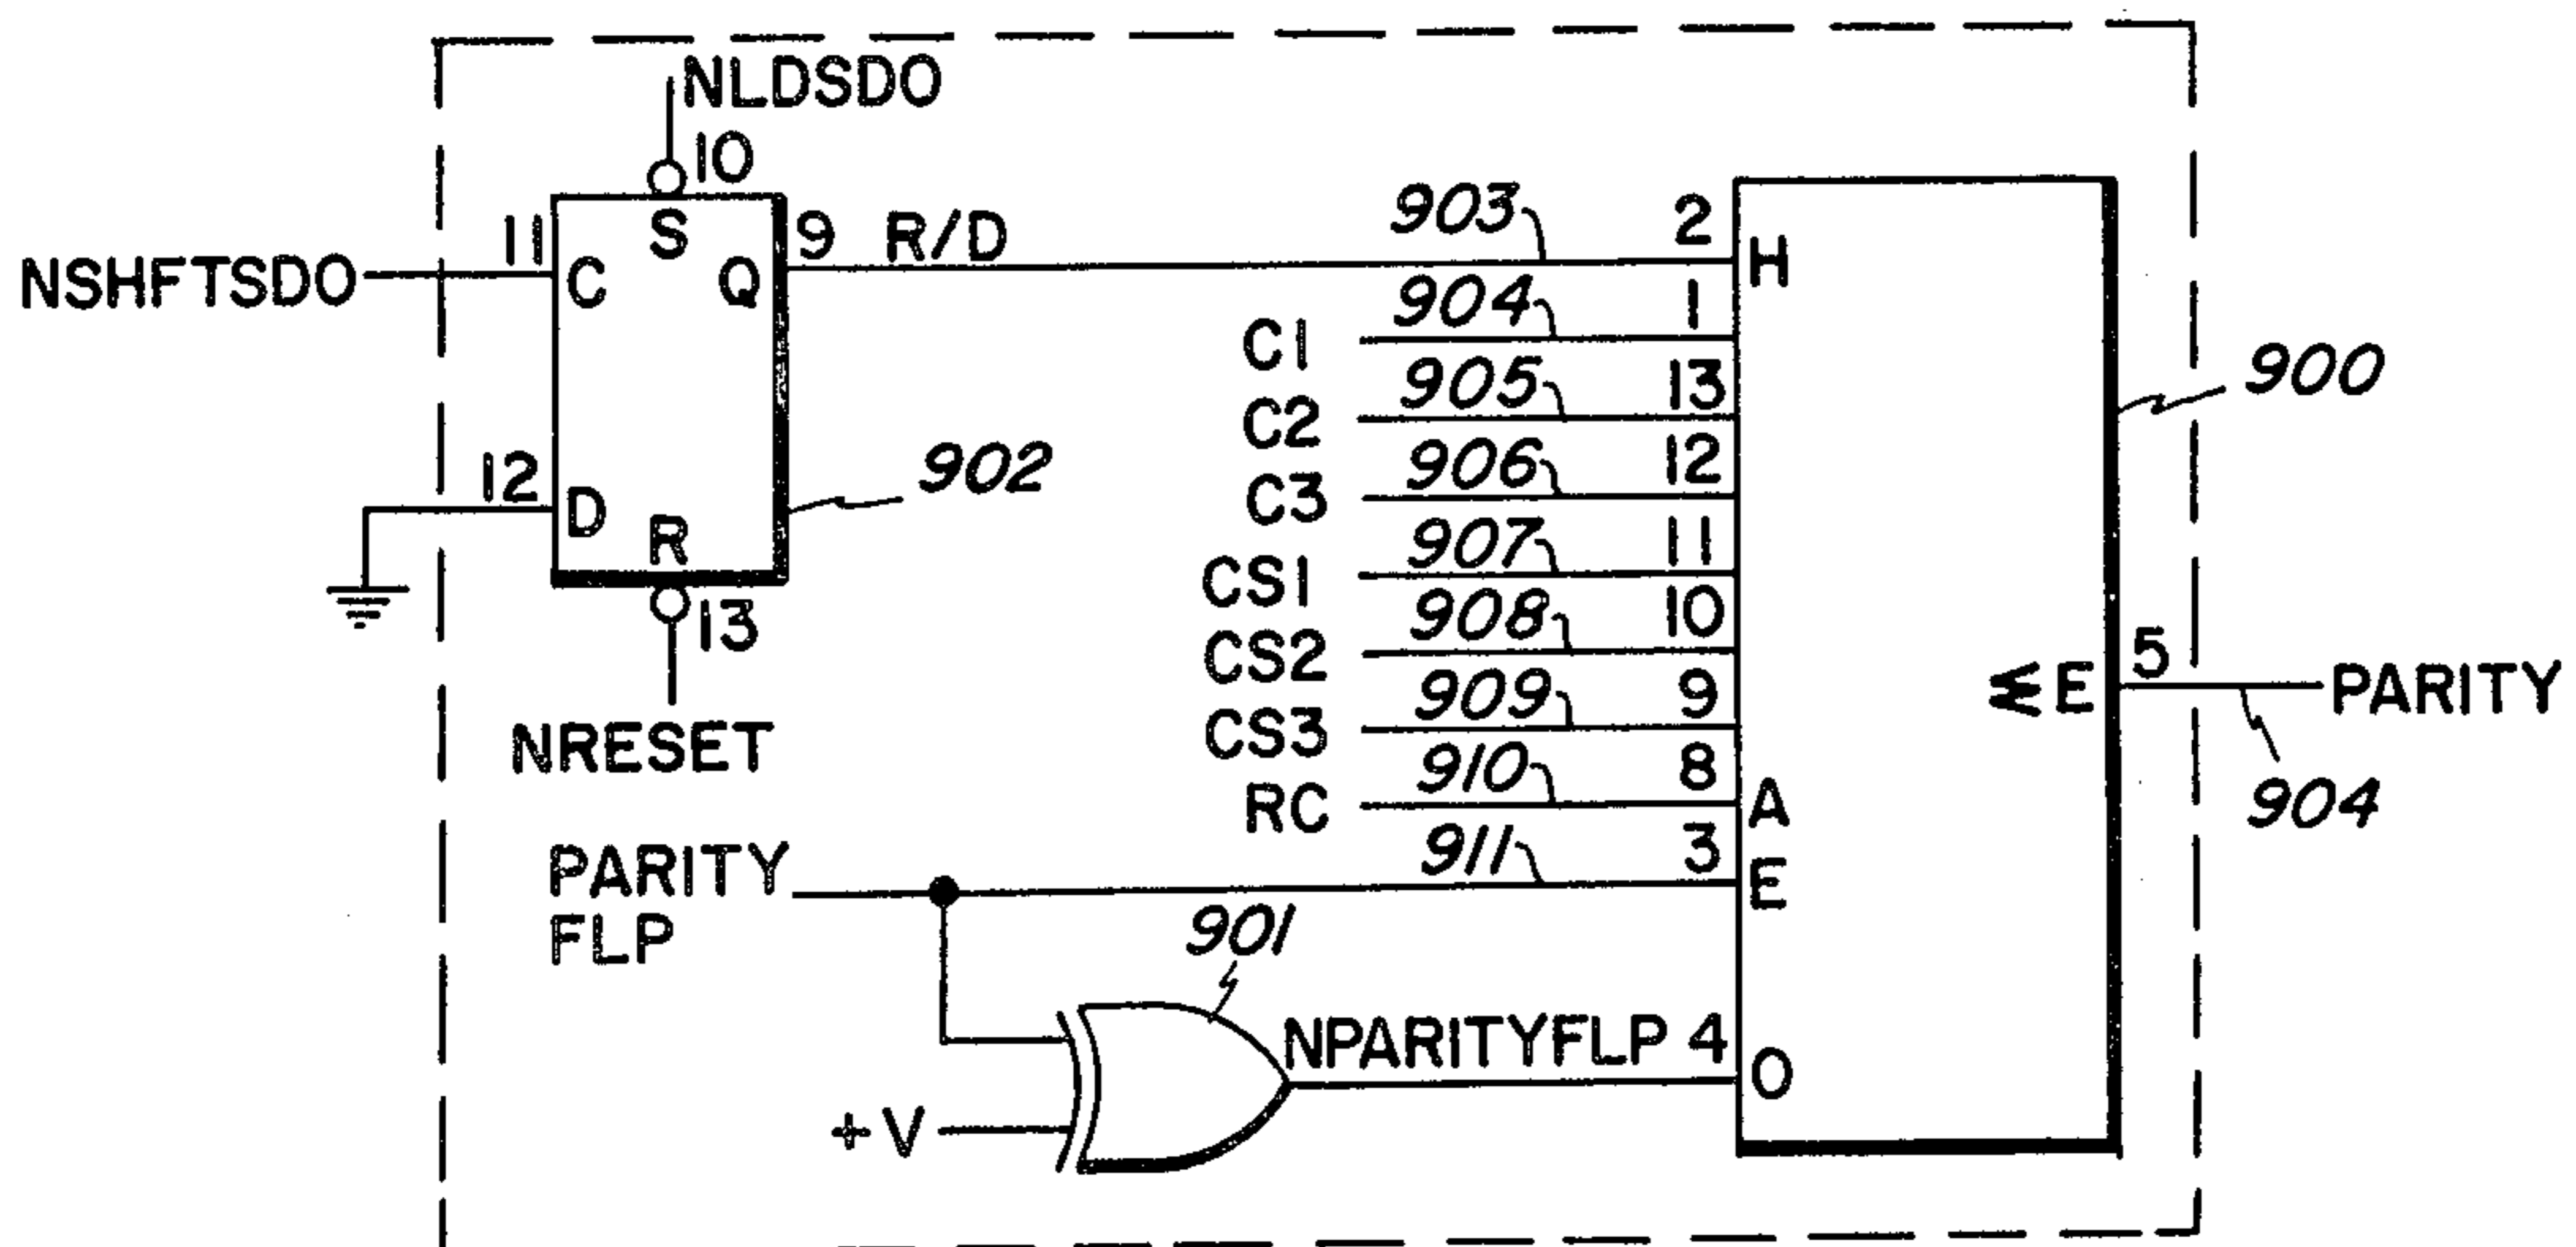 NLDSDO
10
NSHFTSDO
11
C
S
Q
9
R/D
903
2
H
904
1
C1
905
13
C2
906
12
C3
907
11
CS1
908
10
CS2
909
9
CS3
910
8
RC
A
12
D
R
902
13
NRESET
900
ΣE
5
PARITY
904
PARITY
FLP
911
3
E
901
NPARITYFLP
4
O
+V